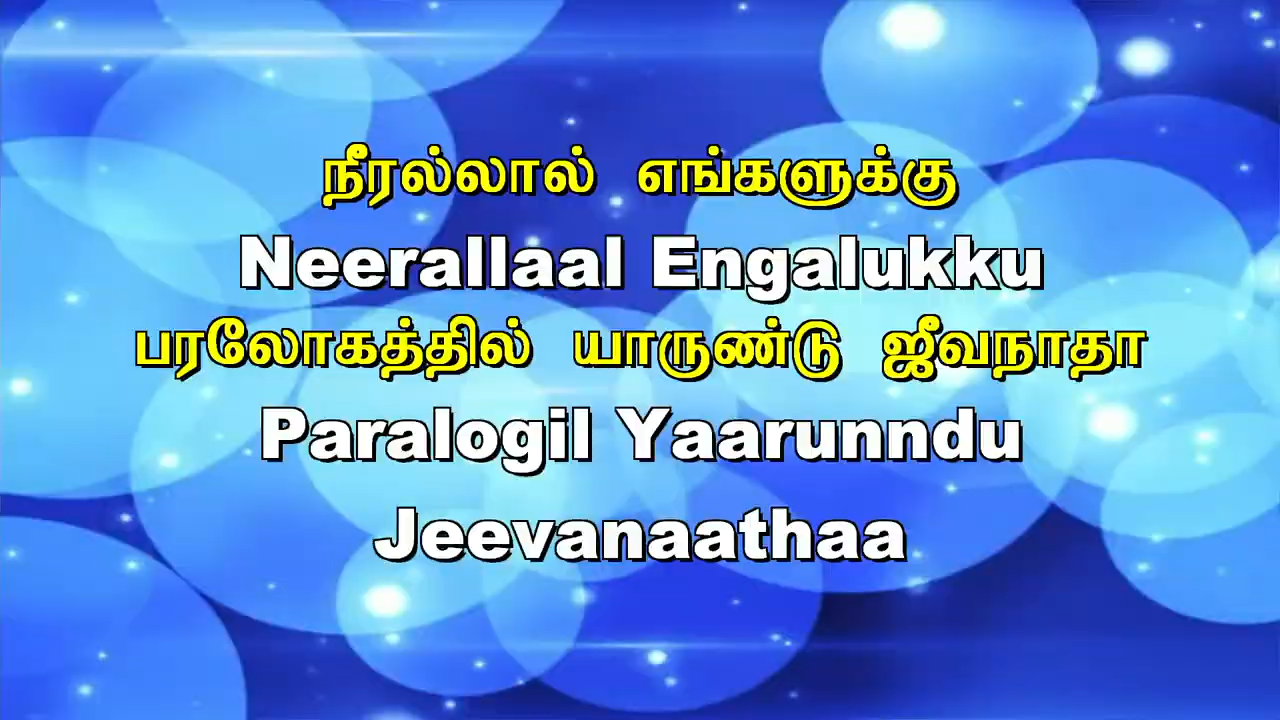 நீரல்லால் எங்களுக்கு
Neerallaal Engalukku
பரலோகத்தில் யாருண்டு ஜீவநாதா
Paralogil Yaarunndu
Jeevanaathaa